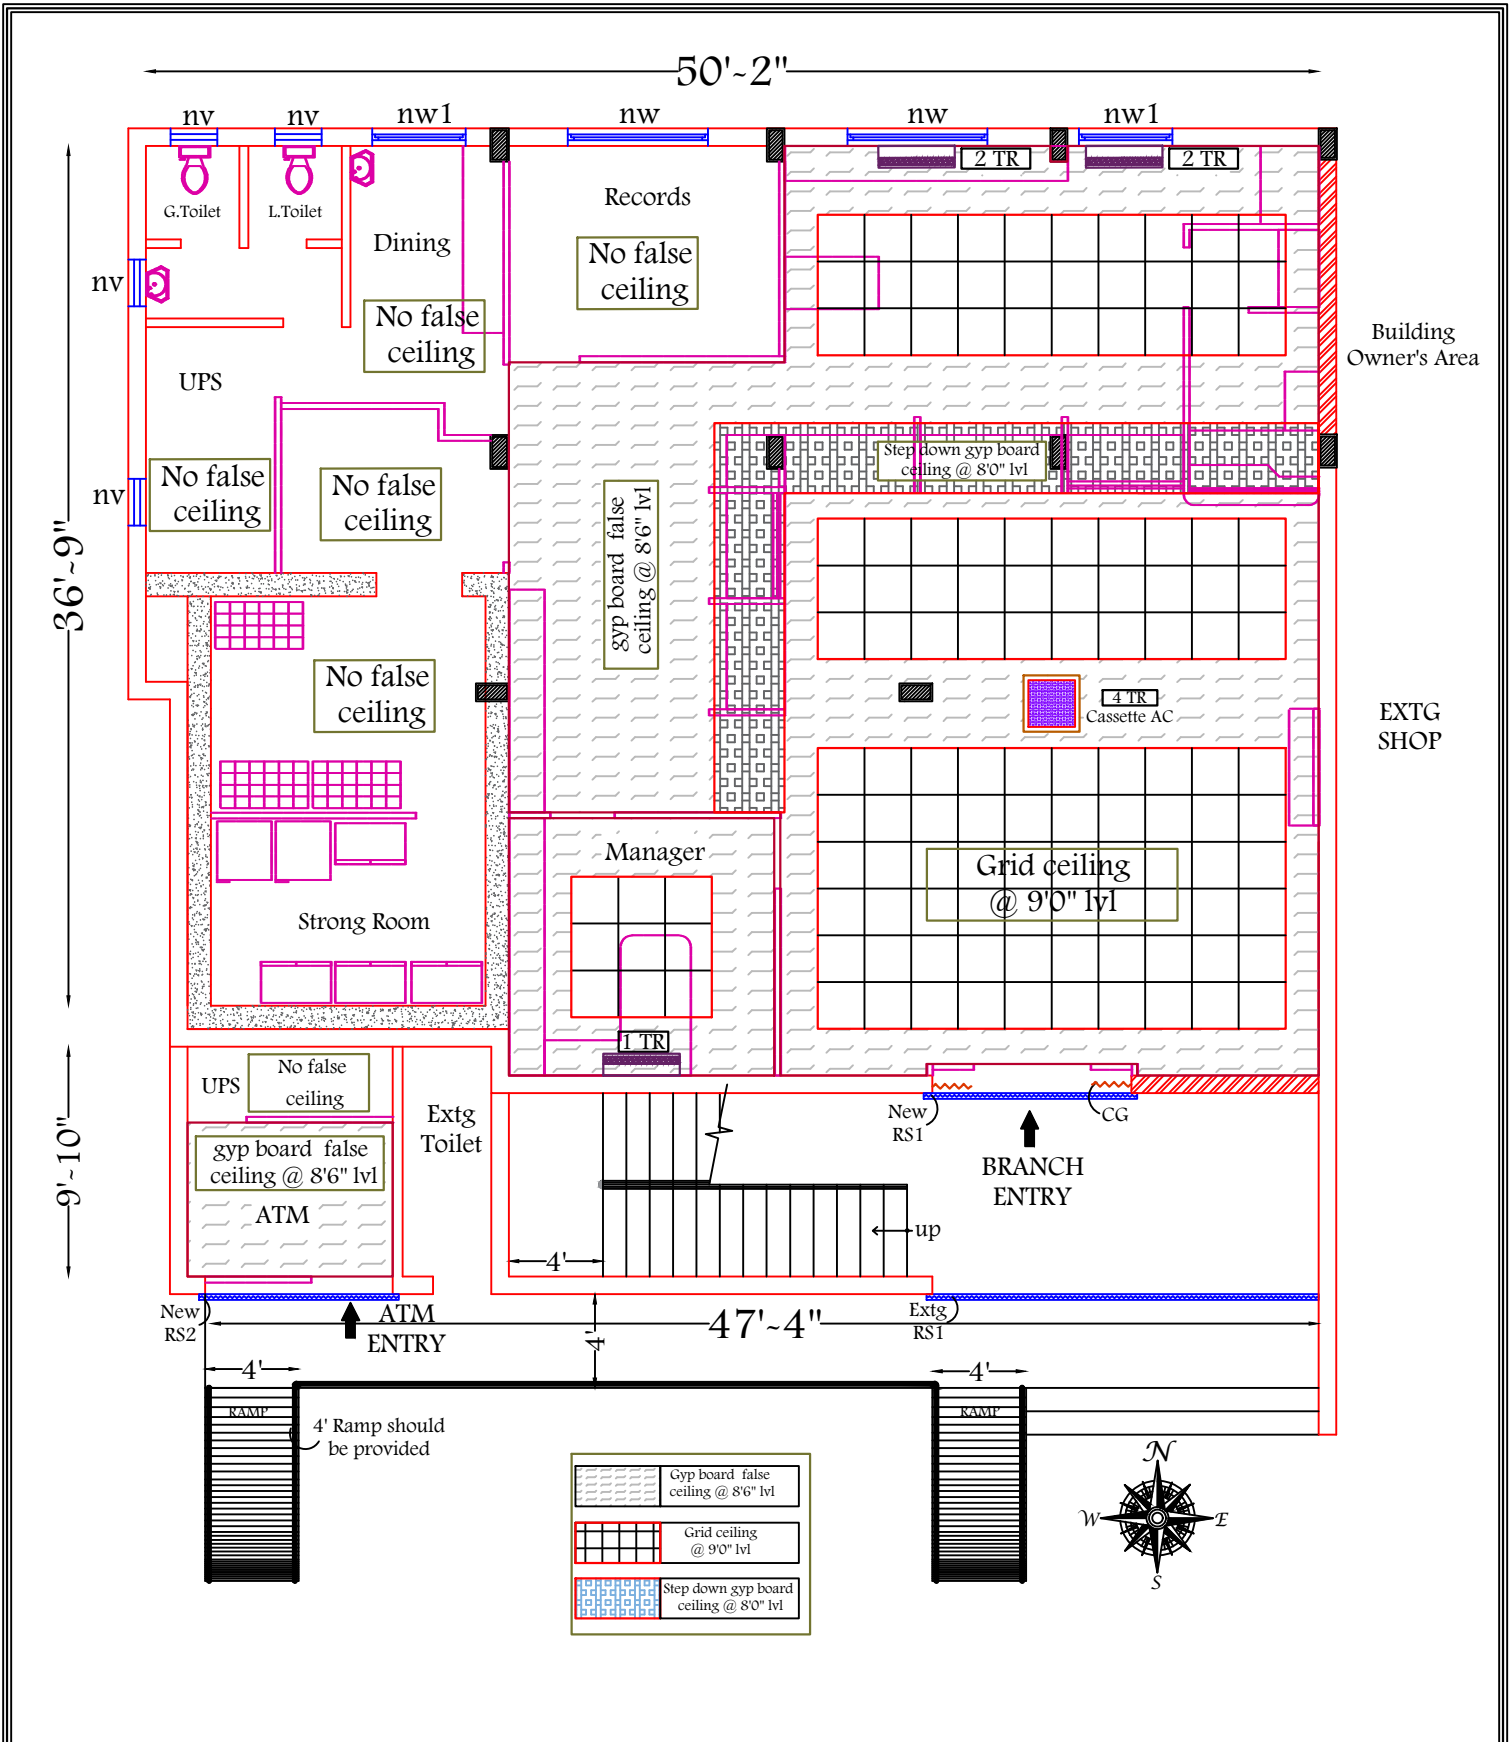 50'~2"
nv
nv
nw1
nw
nw
nw1
2 TR
2 TR
G.Toilet
L.Toilet
Dining
Records
No false
ceiling
nv
No false
ceiling
Building
Owner's Area
UPS
Step down gyp board
ceiling @ 8'0" lvl
No false
ceiling
No false
ceiling
nv
gyp board false
ceiling @ 8'6" lvl
36'~9"
No false
ceiling
4 TR
Cassette AC
EXTG
SHOP
Manager
Grid ceiling
@ 9'0" lvl
Strong Room
1 TR
UPS
No false
ceiling
Extg
Toilet
New
RS1
CG
BRANCH
ENTRY
9'~10"
gyp board false
ceiling @ 8'6" lvl
ATM
up
4'
New
RS2
ATM
ENTRY
4'
47'~4"
Extg
RS1
4'
4'
RAMP
RAMP
4' Ramp should
be provided
Gyp board false
ceiling @ 8'6" lvl
Grid ceiling
@ 9'0" lvl
Step down gyp board
ceiling @ 8'0" lvl
N
W
E
S